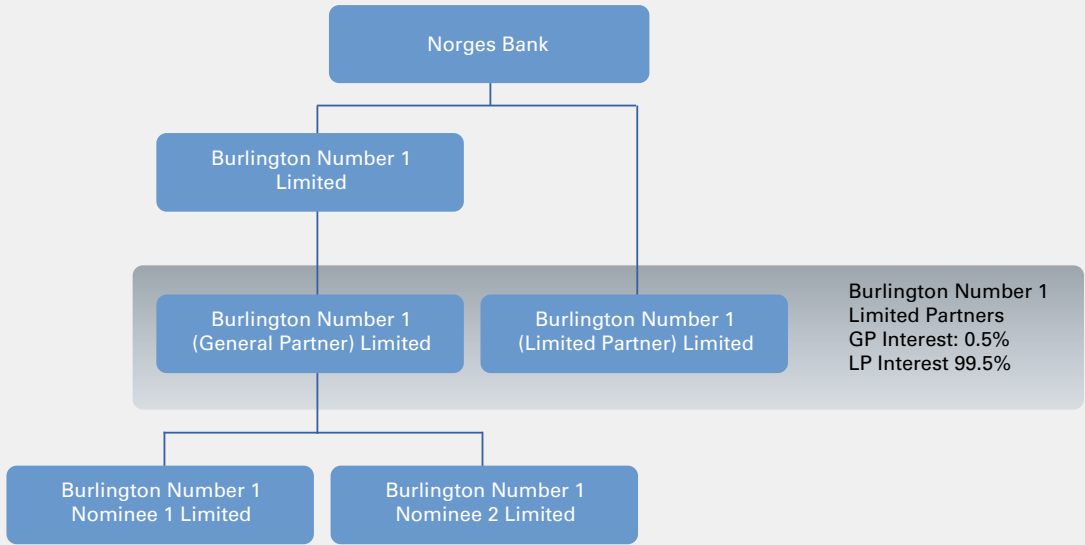 Norges Bank
Burlington Number 1
Limited
Burlington Number 1
(General Partner) Limited
Burlington Number 1
(Limited Partner) Limited
Burlington Number 1
Limited Partners
GP Interest: 0.5%
LP Interest 99.5%
Burlington Number 1
Nominee 1 Limited
Burlington Number 1
Nominee 2 Limited